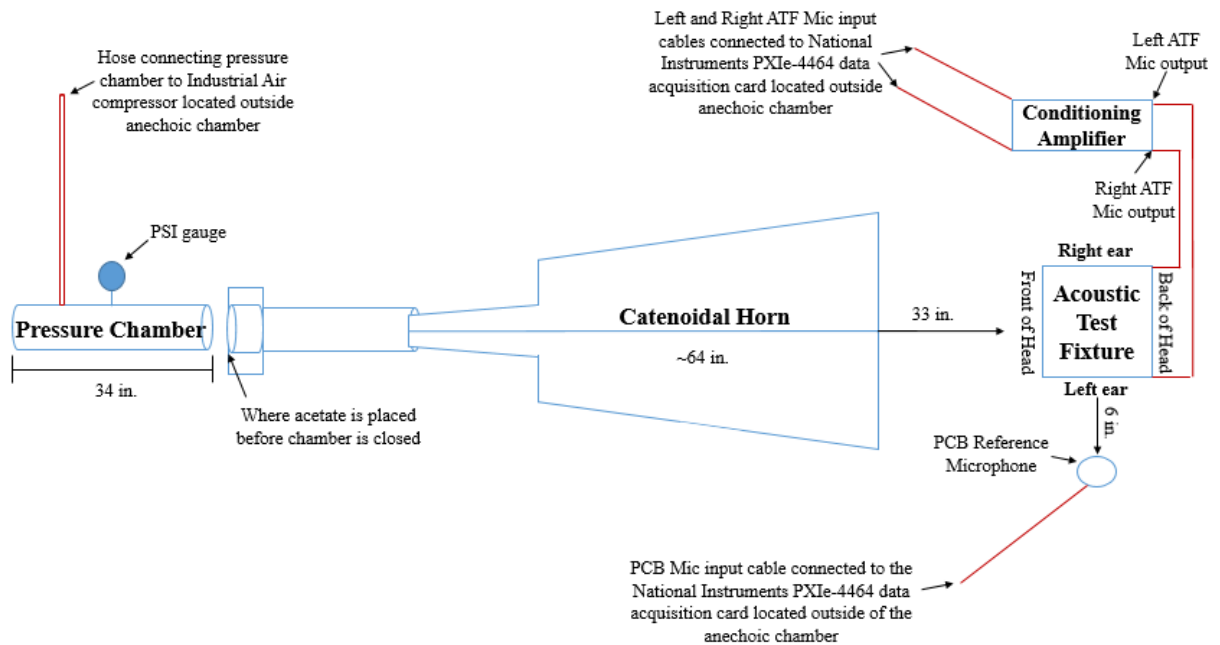 Left and Right ATF Mic input
cables connected to National
Instruments PXIe-4464 data
acquisition card located outside
anechoic chamber
Left ATF
Mic output
Hose connecting pressure
chamber to Industrial Air
compressor located outside
anechoic chamber
Conditioning
Amplifier
Right ATF
Mic output
PSI gauge
Right ear
Pressure Chamber
Catenoidal Horn
33 in.
Front of Head
Acoustic
Test
Fixture
Back of Head
~64 in.
34 in.
Left ear
Where acetate is placed
before chamber is closed
6 in.
PCB Reference
Microphone
PCB Mic input cable connected to the
National Instruments PXIe-4464 data
acquisition card located outside of the
anechoic chamber